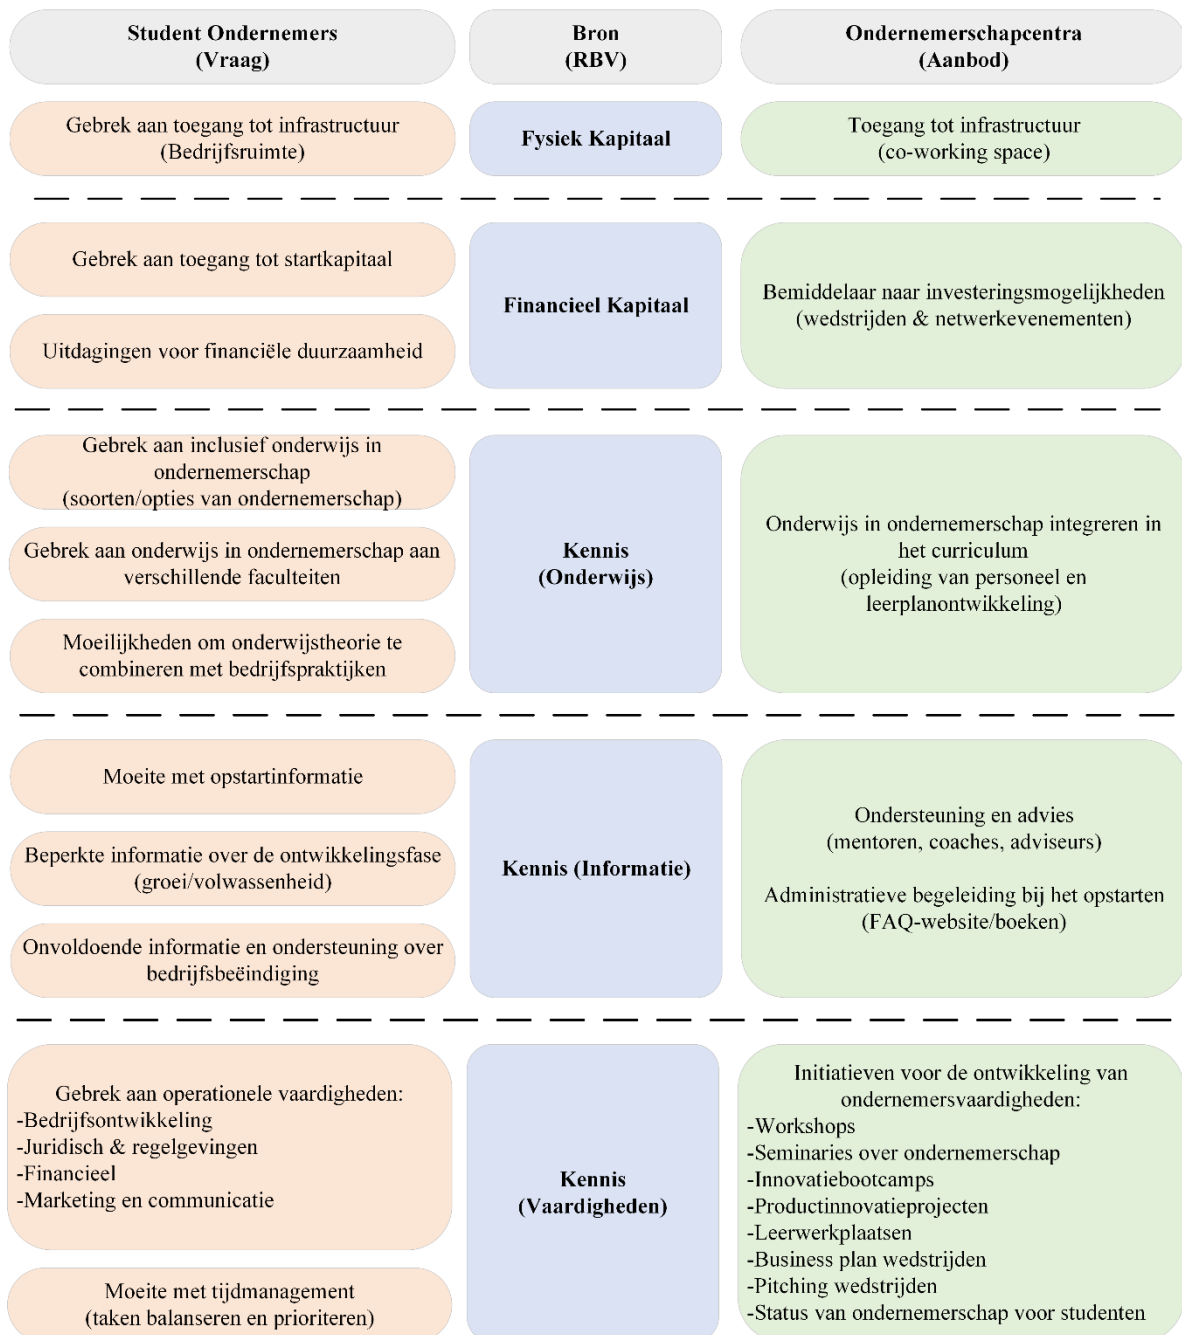 Student Ondernemers
(Vraag)
Bron
(RBV)
Ondernemerschapcentra
(Aanbod)
Gebrek aan toegang tot infrastructuur
(Bedrijfsruimte)
Fysiek Kapitaal
Toegang tot infrastructuur
(co-working space)
Gebrek aan toegang tot startkapitaal
Uitdagingen voor financiële duurzaamheid
Financieel Kapitaal
Bemiddelaar naar investeringsmogelijkheden
(wedstrijden & netwerkevenementen)
Gebrek aan inclusief onderwijs in
ondernemerschap
(soorten/opties van ondernemerschap)
Gebrek aan onderwijs in ondernemerschap aan
verschillende faculteiten
Moeilijkheden om onderwijstheorie te
combineren met bedrijfspraktijken
Kennis
(Onderwijs)
Onderwijs in ondernemerschap integreren in
het curriculum
(opleiding van personeel en
leerplanontwikkeling)
Moeite met opstartinformatie
Beperkte informatie over de ontwikkelingsfase
(groei/volwassenheid)
Onvoldoende informatie en ondersteuning over
bedrijfsbeëindiging
Kennis (Informatie)
Ondersteuning en advies
(mentoren, coaches, adviseurs)
Administratieve begeleiding bij het opstarten
(FAQ-website/boeken)
Gebrek aan operationele vaardigheden:
-Bedrijfsontwikkeling
-Juridisch & regelgevingen
-Financieel
-Marketing en communicatie
Moeite met tijdmanagement
(taken balanseren en prioriteren)
Kennis
(Vaardigheden)
Initiatieven voor de ontwikkeling van
ondernemersvaardigheden:
-Workshops
-Seminaries over ondernemerschap
-Innovatiebootcamps
-Productinnovatieprojecten
-Leerwerkplaatsen
-Business plan wedstrijden
-Pitching wedstrijden
-Status van ondernemerschap voor studenten